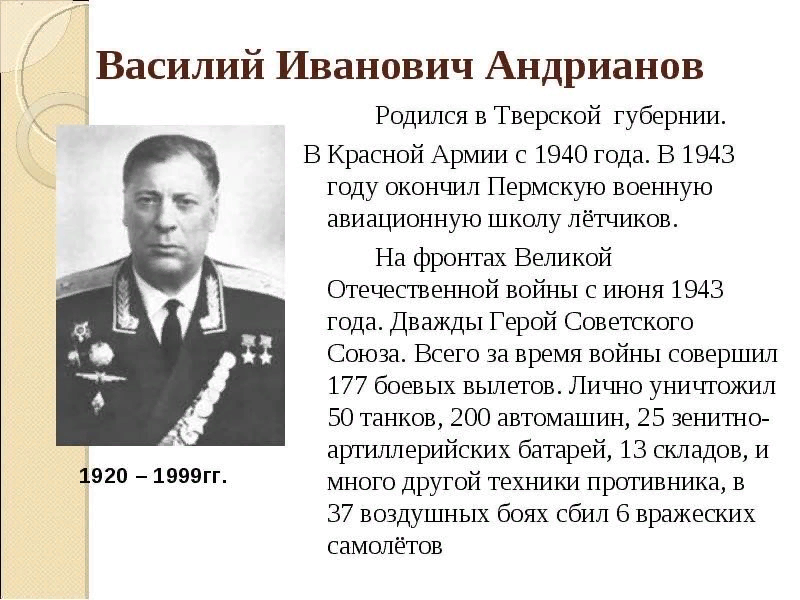 Василий Иванович Андрианов
Родился в Тверской губернии.
В Красной Армии с 1940 года. В 1943
году окончил Пермскую военную
авиационную школу лётчиков.
На фронтах Великой
Отечественной войны с июня 1943
года. Дважды Герой Советского
Союза. Всего за время войны совершил
177 боевых вылетов. Лично уничтожил
50 танков, 200 автомашин, 25 зенитно-
артиллерийских батарей, 13 складов, и
много другой техники противника, в
37 воздушных боях сбил 6 вражеских
самолётов
1920 – 1999гг.